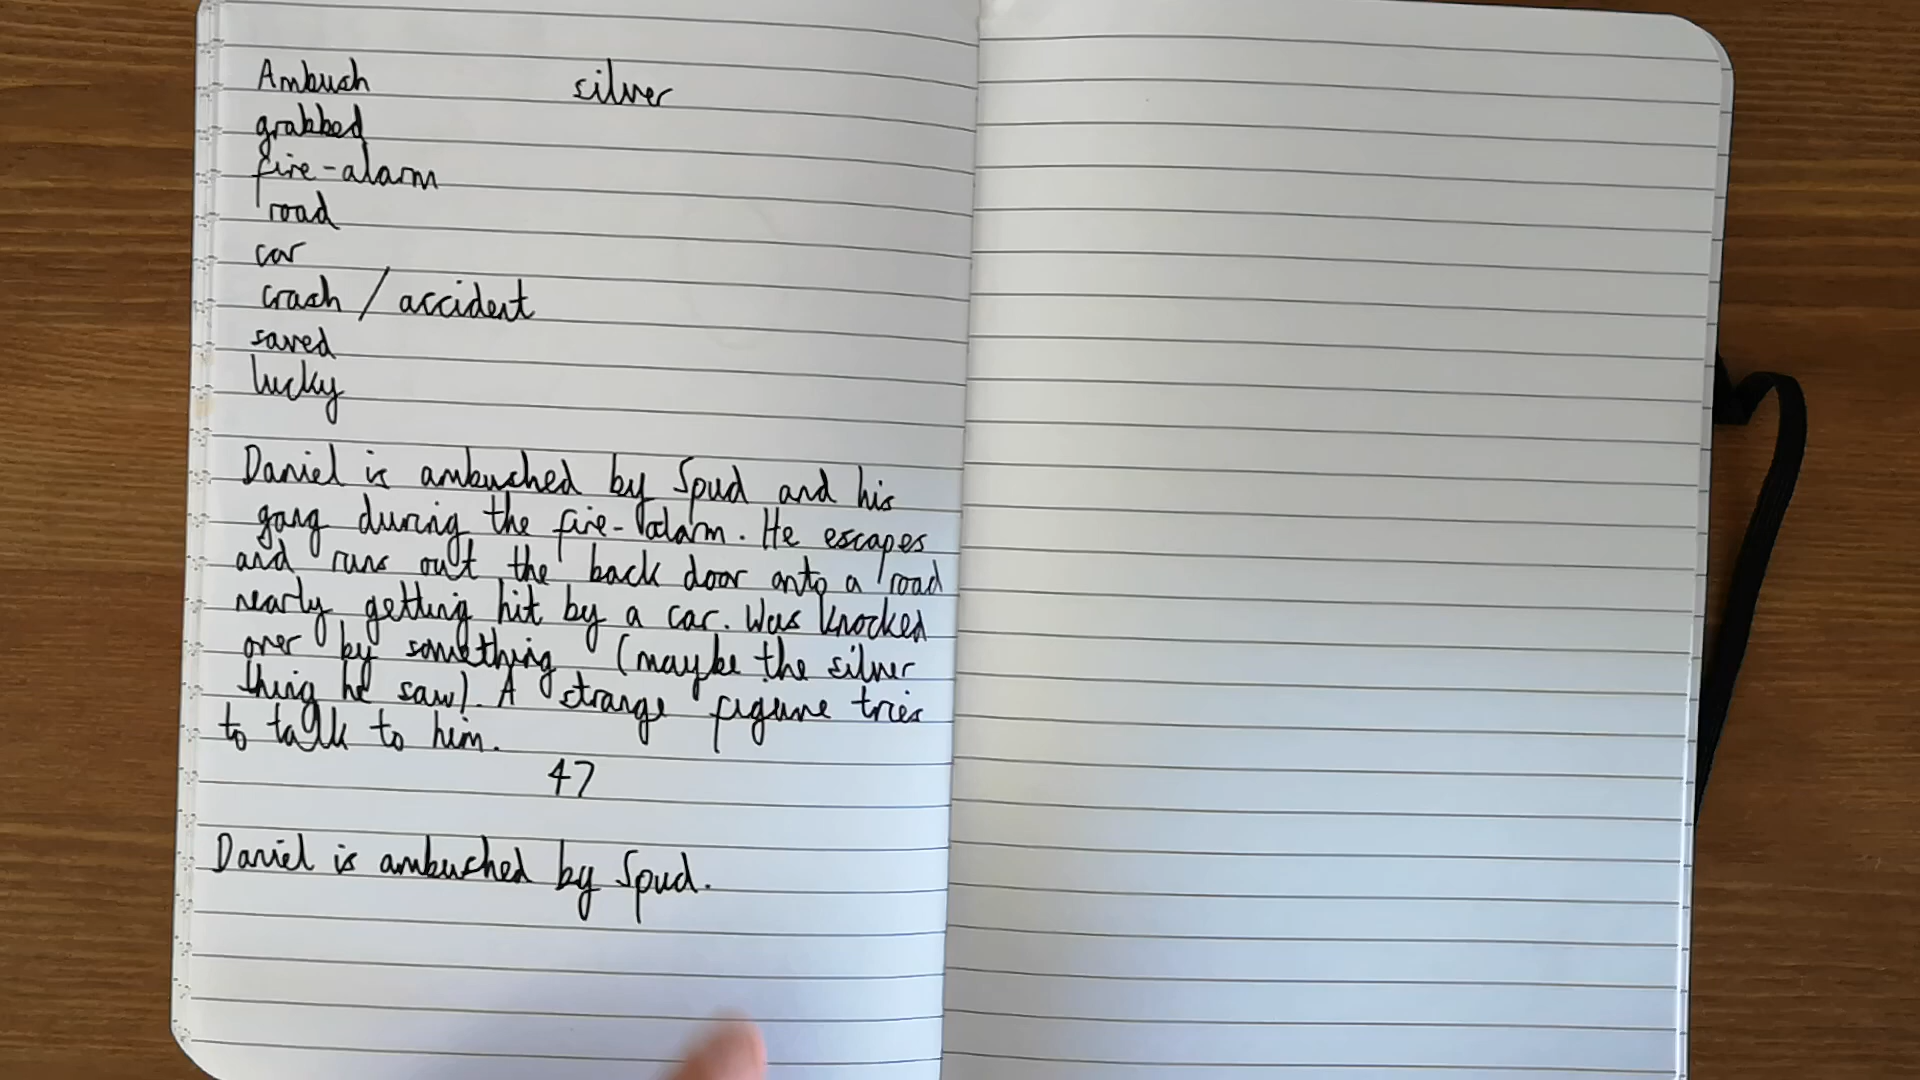 Ambush silver
grabbed
fire-alarm
road
car
crash / accident
saved
lucky
Daniel is ambushed by Spud and his
gang during the fire-alarm. He escapes
and runs out the back door onto a road
nearly getting hit by a car. Was knocked
over by something (maybe the silver
thing he saw). A strange figure tries
to talk to him.
47
Daniel is ambushed by Spud.